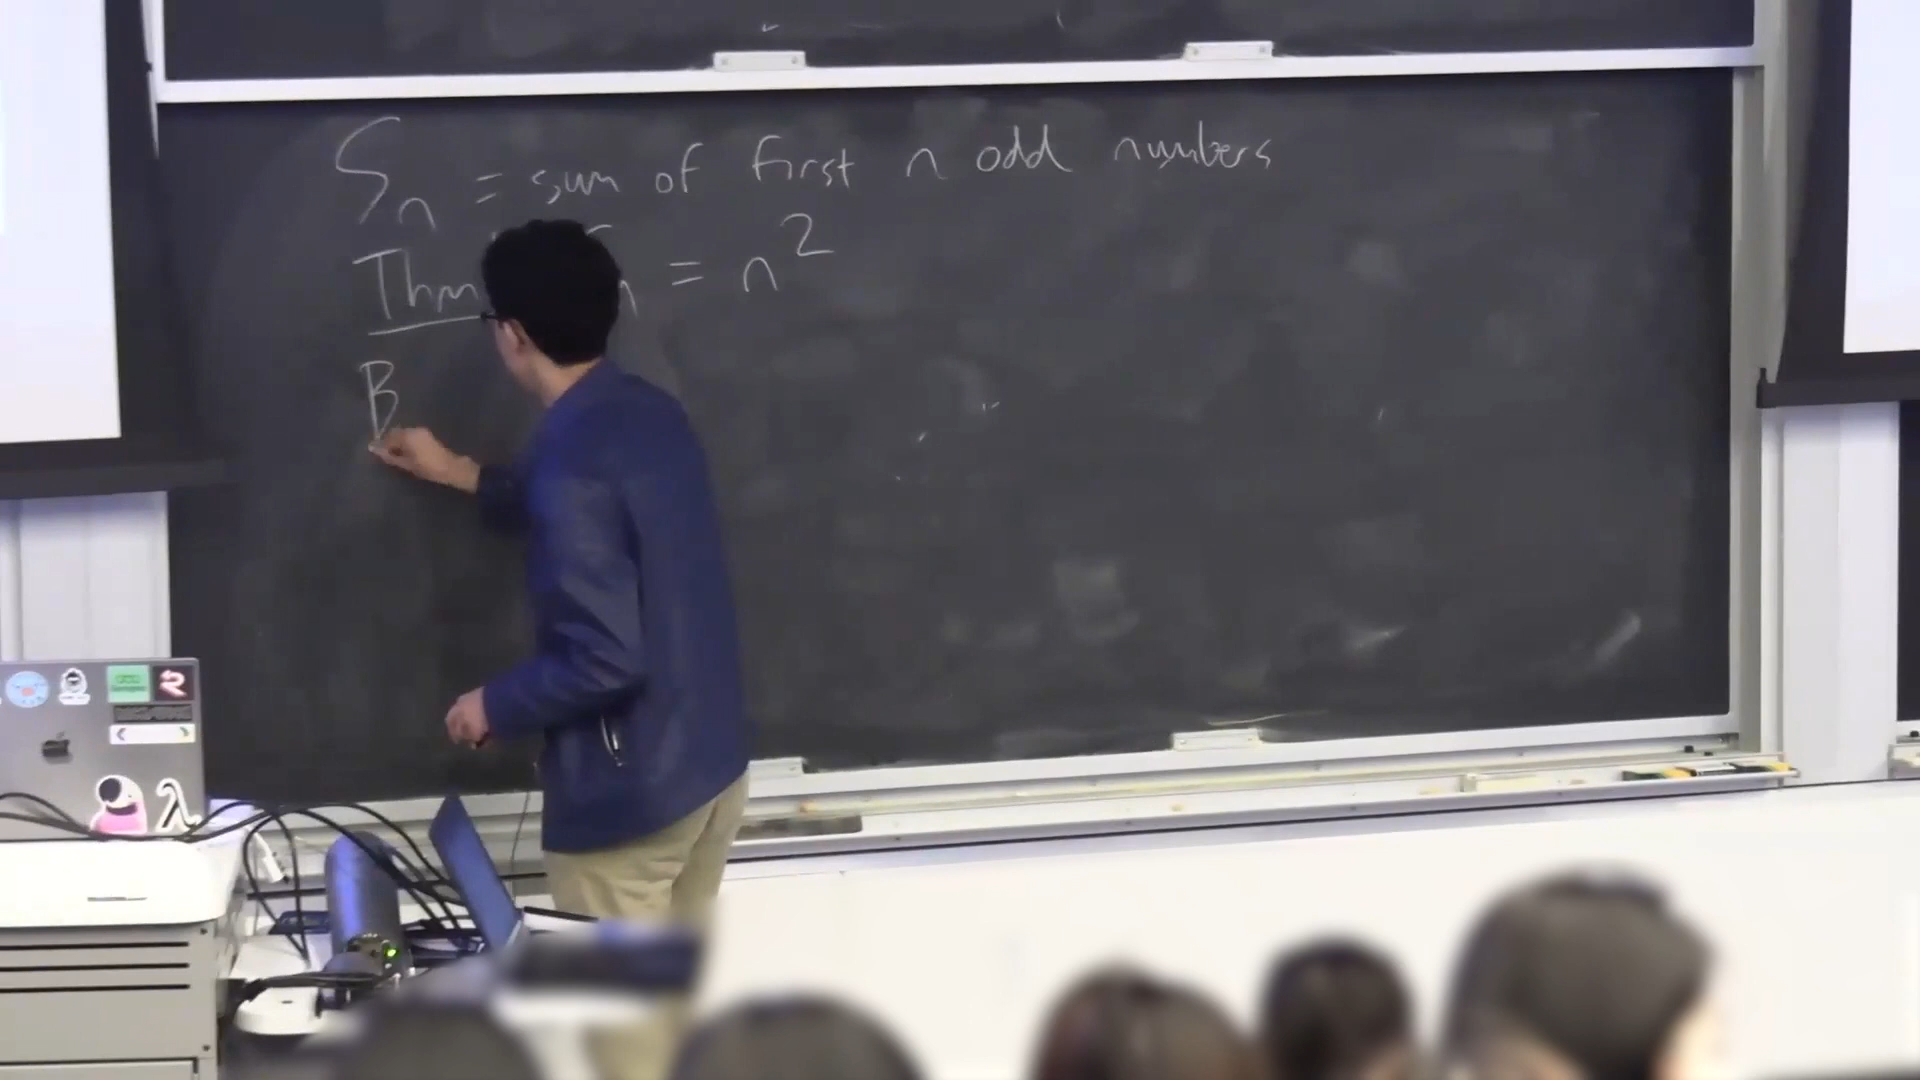 Sn = sum of first n odd numbers
Thm = n²
B
λ